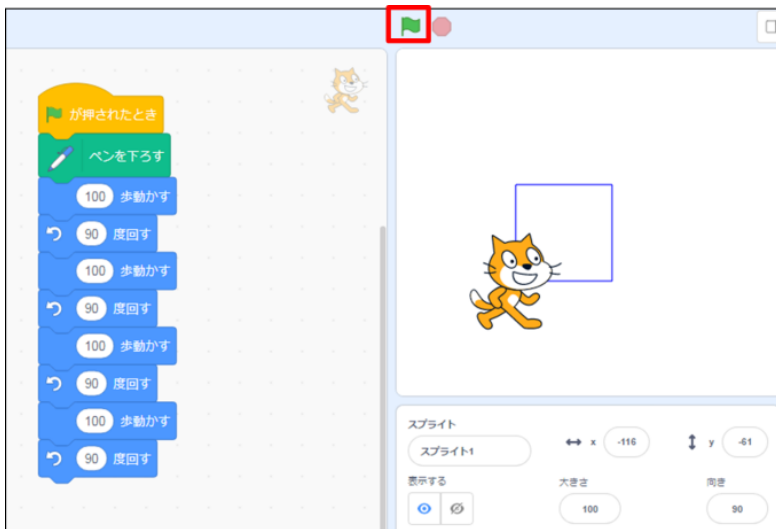 が押されたとき
ペンを下ろす
100 歩動かす
90 度回す
100 歩動かす
90 度回す
100 歩動かす
90 度回す
100 歩動かす
90 度回す
スプライト
スプライト1
x -116
y -61
表示する
大きさ
100
向き
90